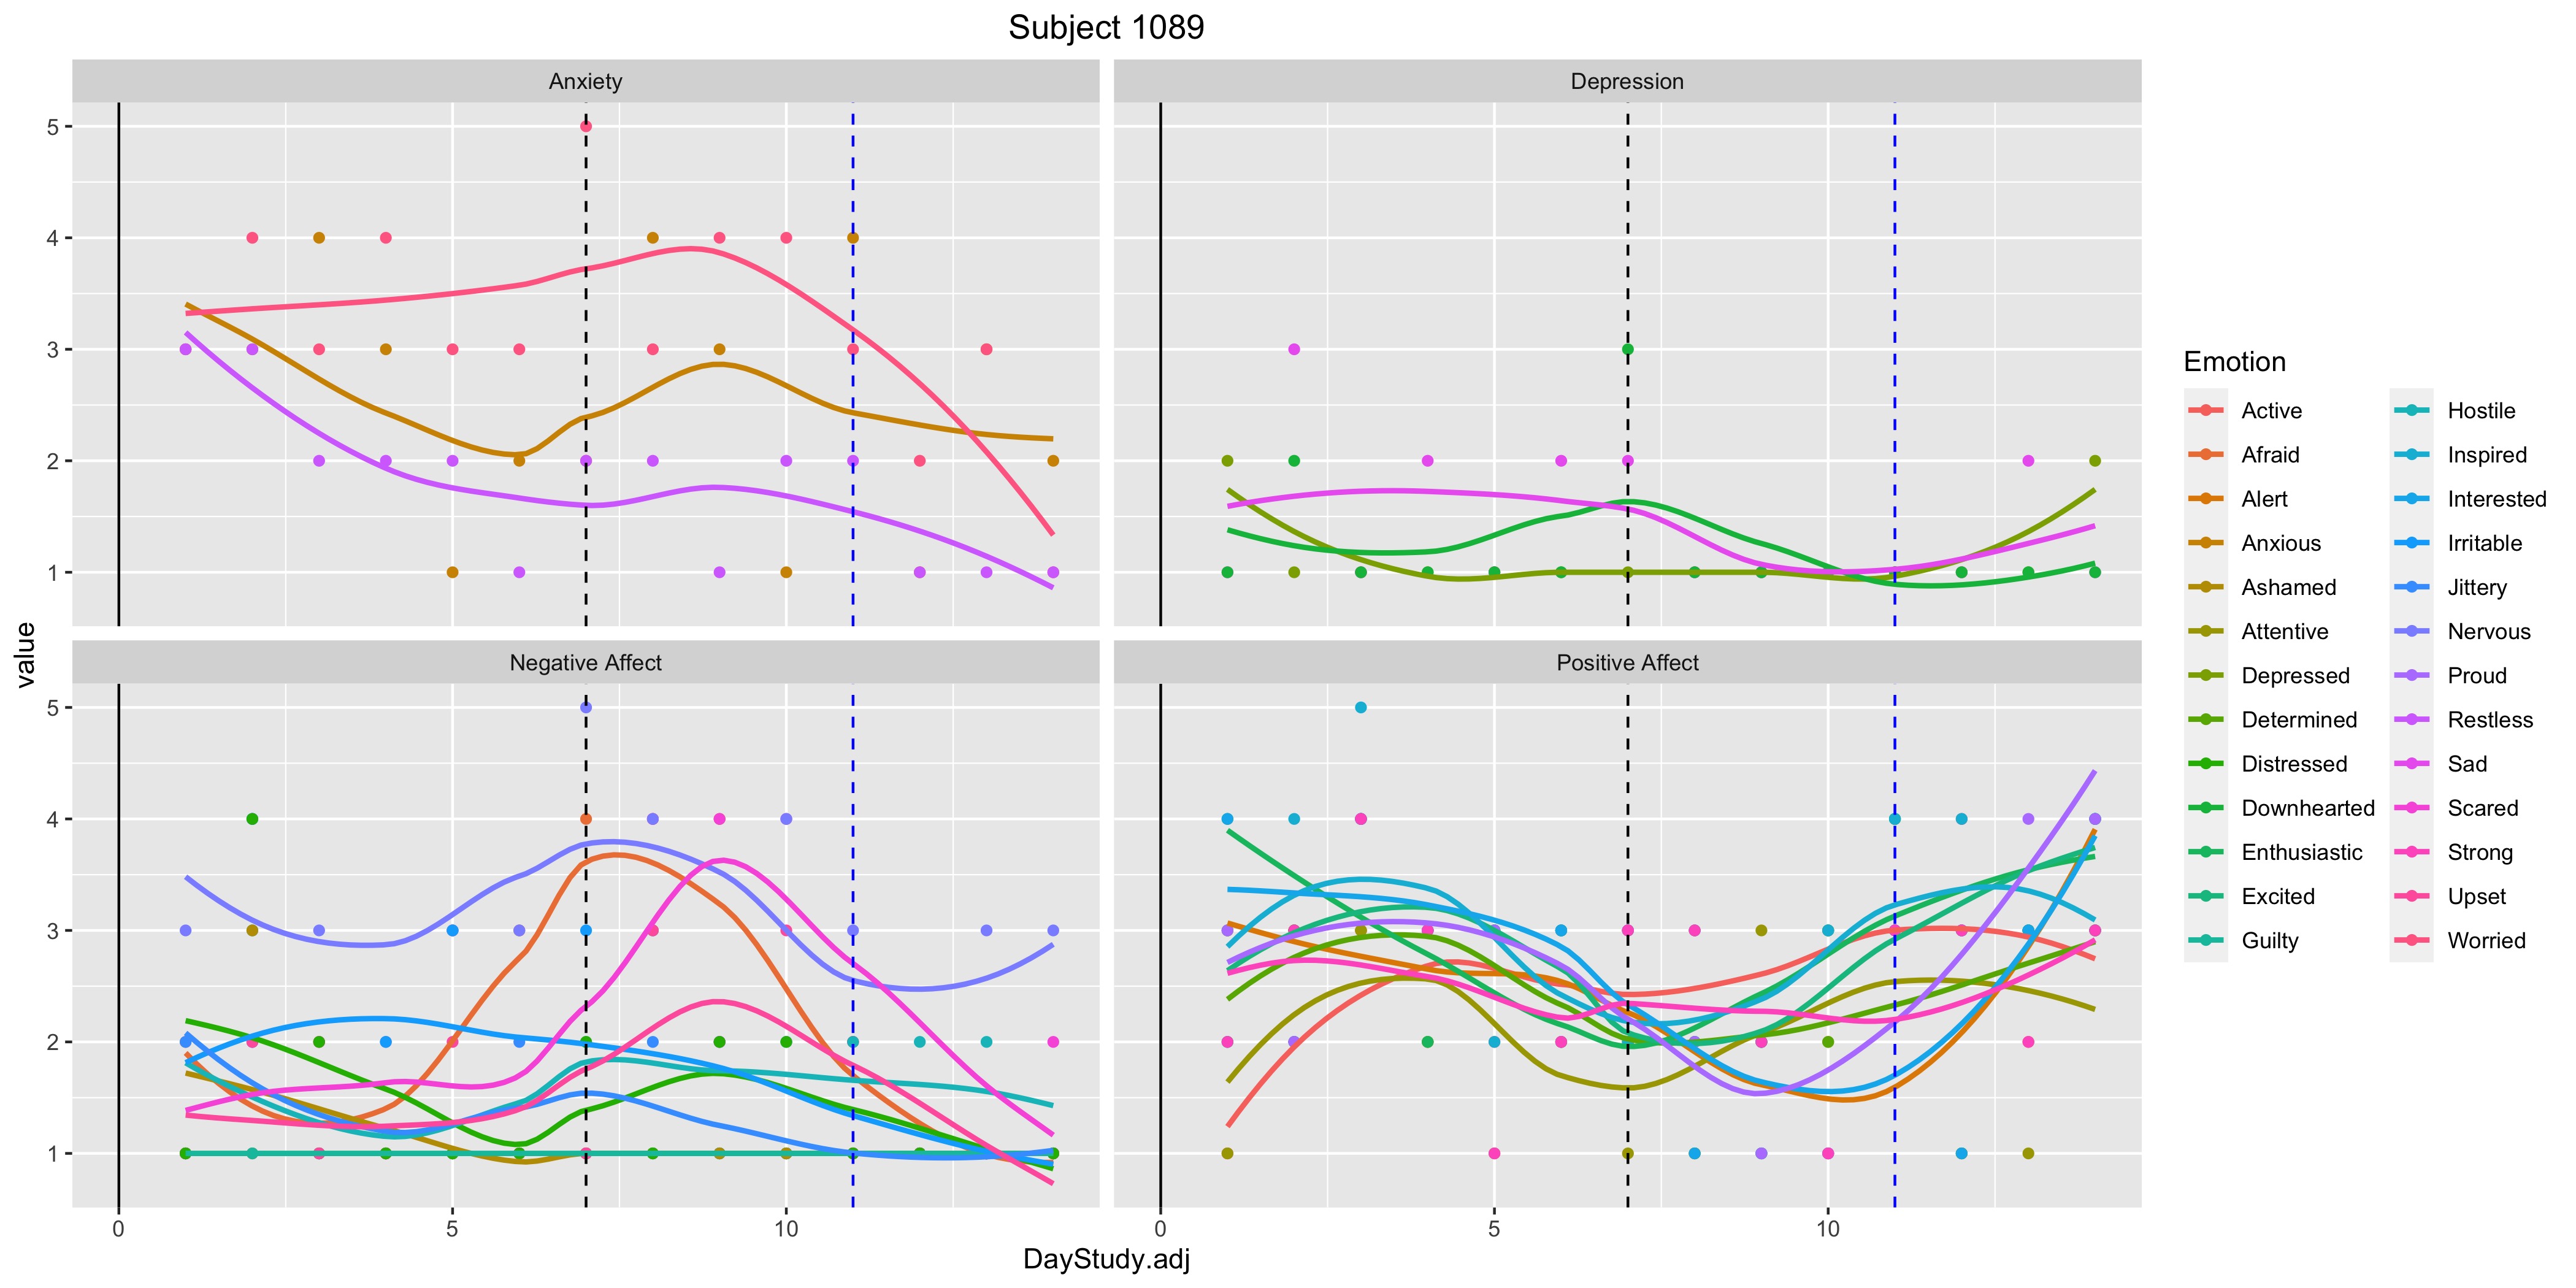 Subject 1089
Anxiety
Depression
5
4
3
2
1
Negative Affect
Positive Affect
5
4
3
2
1
0
5
10
0
5
10
value
DayStudy.adj
Emotion
Active
Afraid
Alert
Anxious
Ashamed
Attentive
Depressed
Determined
Distressed
Downhearted
Enthusiastic
Excited
Guilty
Hostile
Inspired
Interested
Irritable
Jittery
Nervous
Proud
Restless
Sad
Scared
Strong
Upset
Worried